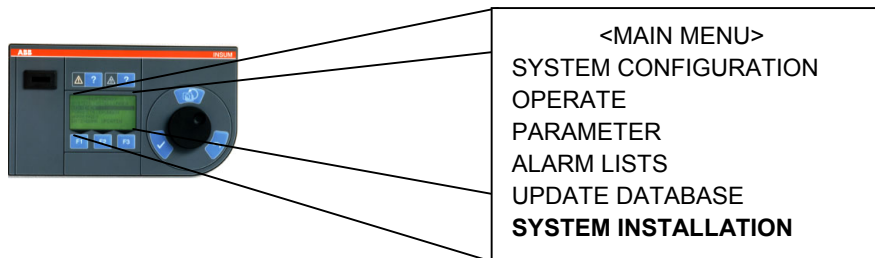 ABB
INSUM
? ?
F1 F2 F3
<MAIN MENU>
SYSTEM CONFIGURATION
OPERATE
PARAMETER
ALARM LISTS
UPDATE DATABASE
SYSTEM INSTALLATION